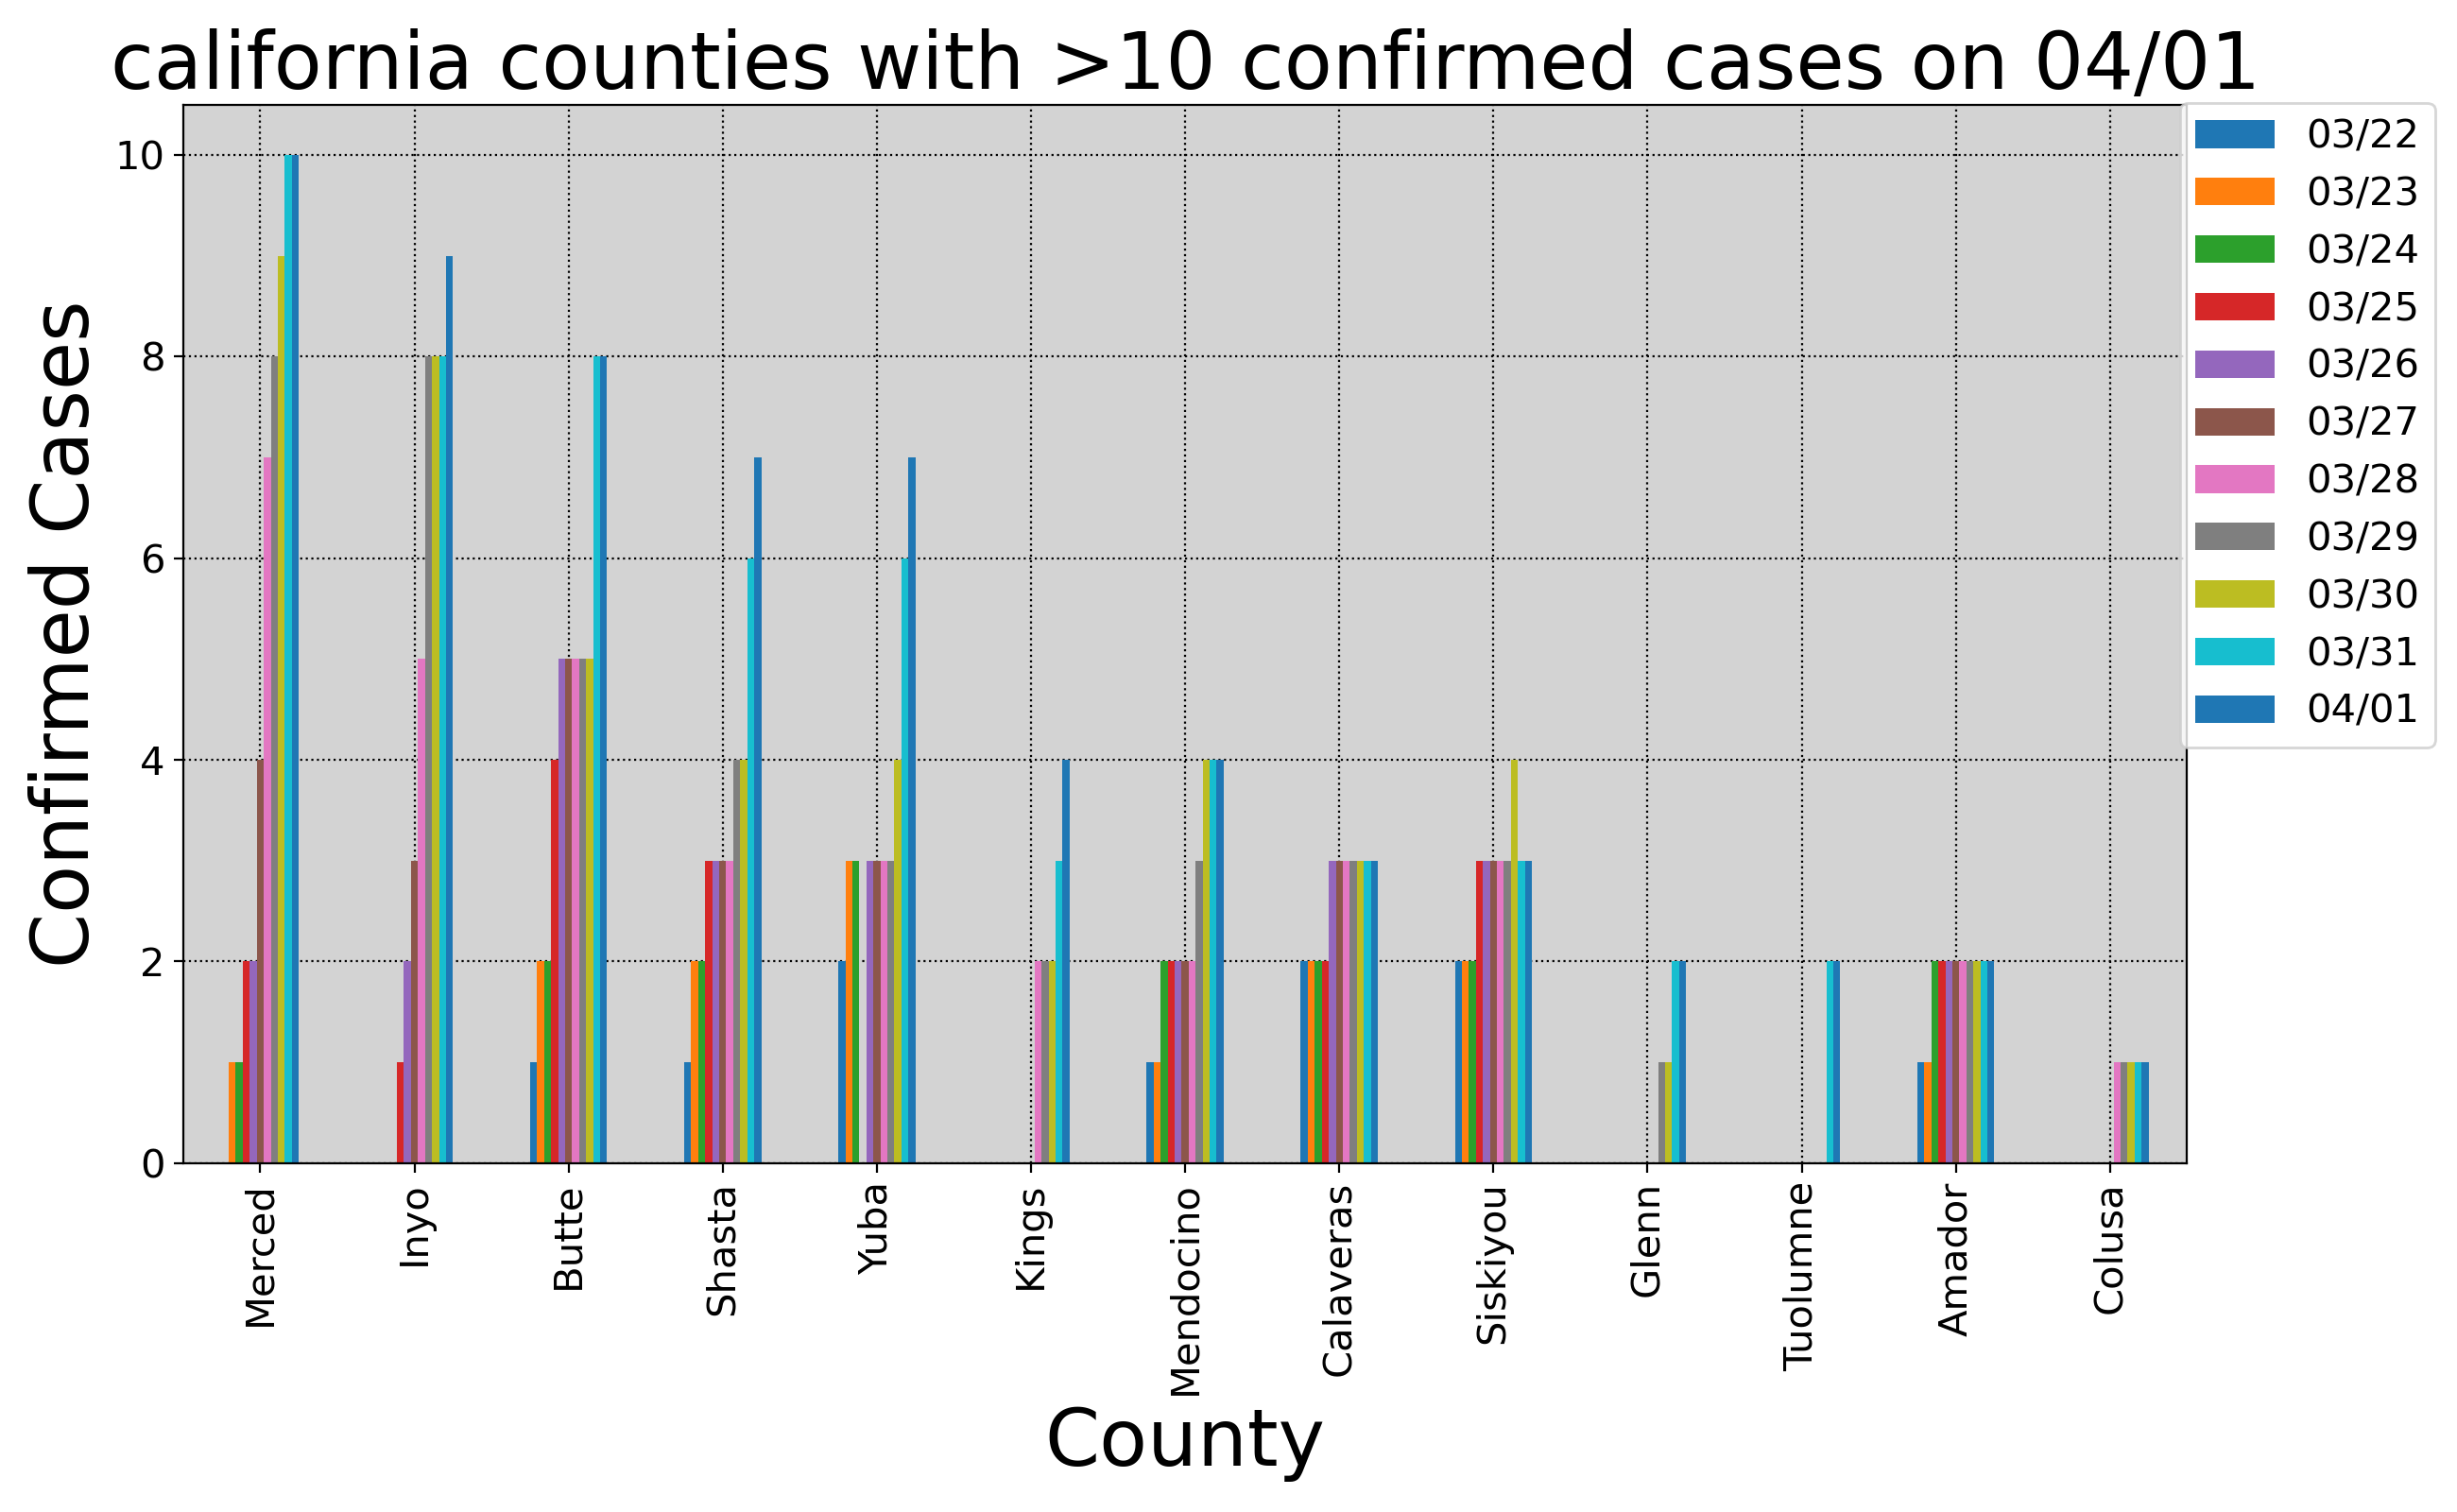 california counties with >10 confirmed cases on 04/01
Confirmed Cases
10
8
6
4
2
0
03/22
03/23
03/24
03/25
03/26
03/27
03/28
03/29
03/30
03/31
04/01
Merced
Inyo
Butte
Shasta
Yuba
Kings
Mendocino
Calaveras
Siskiyou
Glenn
Tuolumne
Amador
Colusa
County